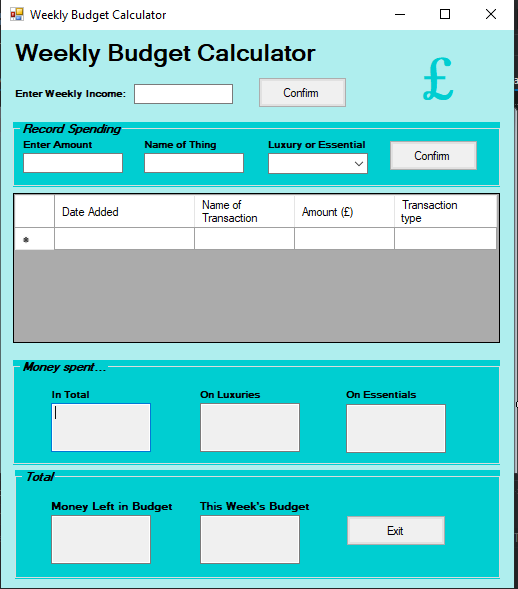 Weekly Budget Calculator
Weekly Budget Calculator
£
Enter Weekly Income:
Confirm
Record Spending
Enter Amount
Name of Thing
Luxury or Essential
Confirm
Date Added
Name of
Transaction
Amount (£)
Transaction
type
Money spent...
In Total
On Luxuries
On Essentials
Total
Money Left in Budget
This Week's Budget
Exit